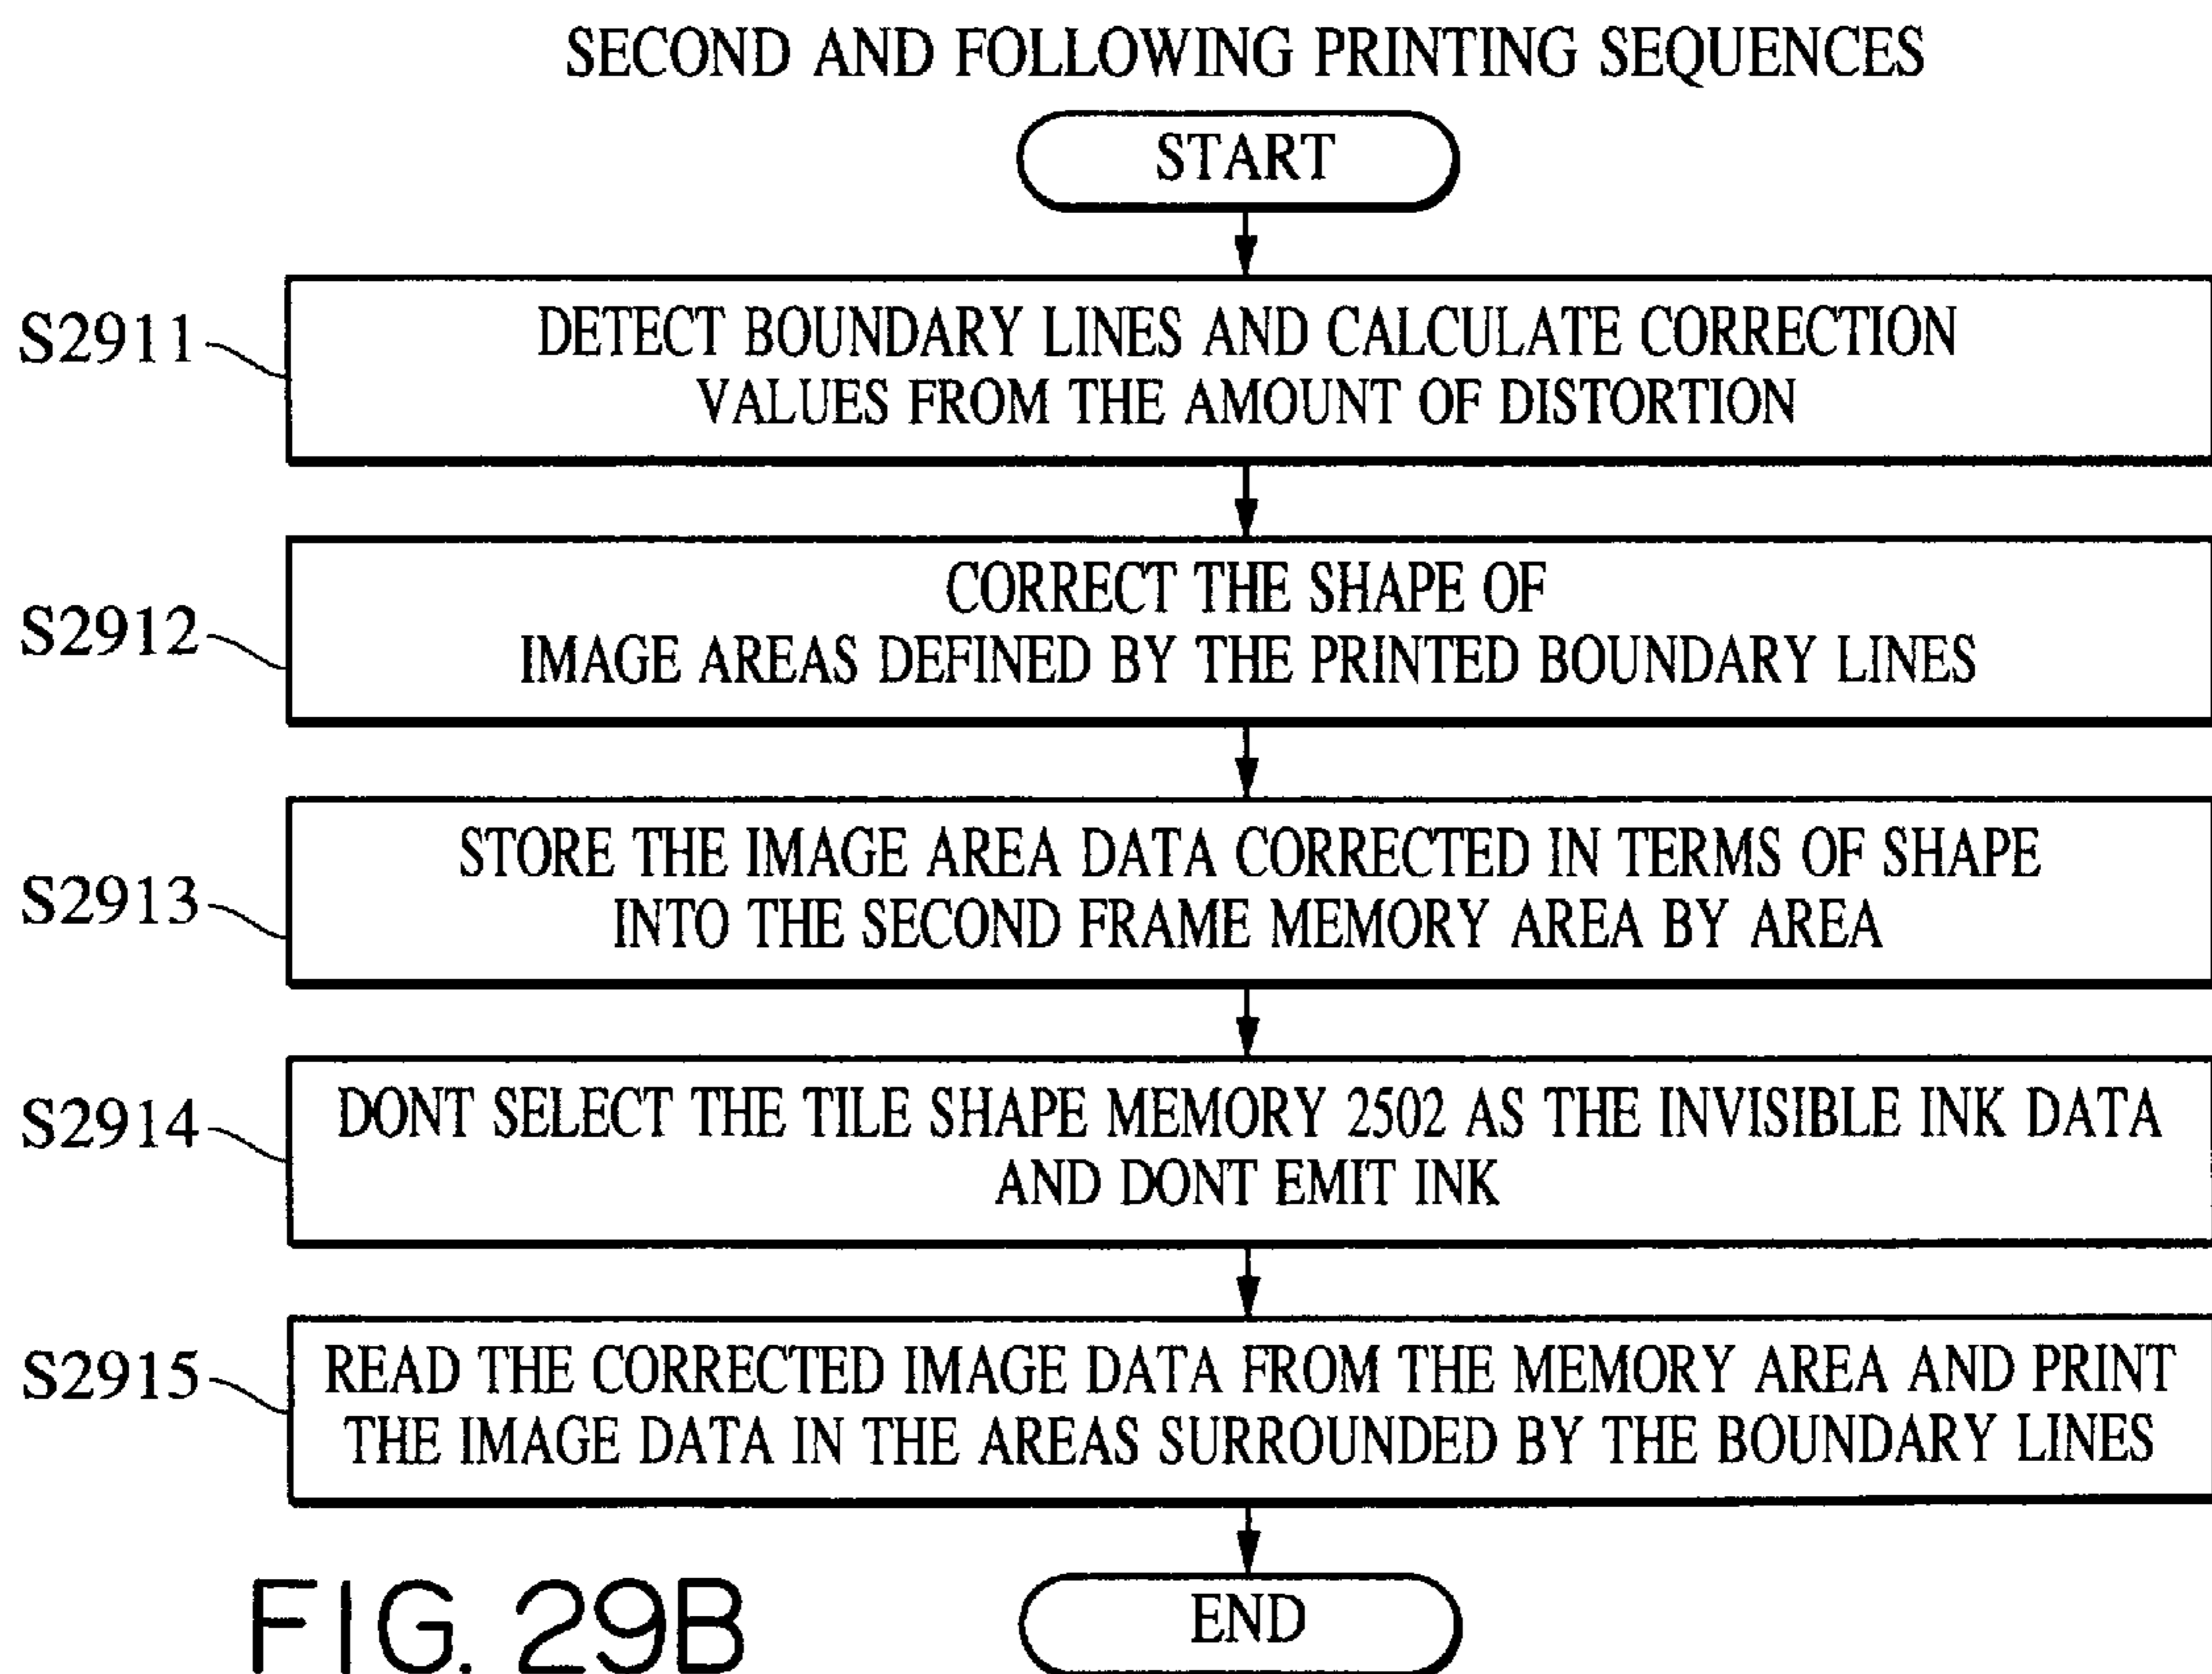 SECOND AND FOLLOWING PRINTING SEQUENCES
START
S2911
DETECT BOUNDARY LINES AND CALCULATE CORRECTION
VALUES FROM THE AMOUNT OF DISTORTION
S2912
CORRECT THE SHAPE OF
IMAGE AREAS DEFINED BY THE PRINTED BOUNDARY LINES
S2913
STORE THE IMAGE AREA DATA CORRECTED IN TERMS OF SHAPE
INTO THE SECOND FRAME MEMORY AREA BY AREA
S2914
DONT SELECT THE TILE SHAPE MEMORY 2502 AS THE INVISIBLE INK DATA
AND DONT EMIT INK
S2915
READ THE CORRECTED IMAGE DATA FROM THE MEMORY AREA AND PRINT
THE IMAGE DATA IN THE AREAS SURROUNDED BY THE BOUNDARY LINES
END
FIG. 29B